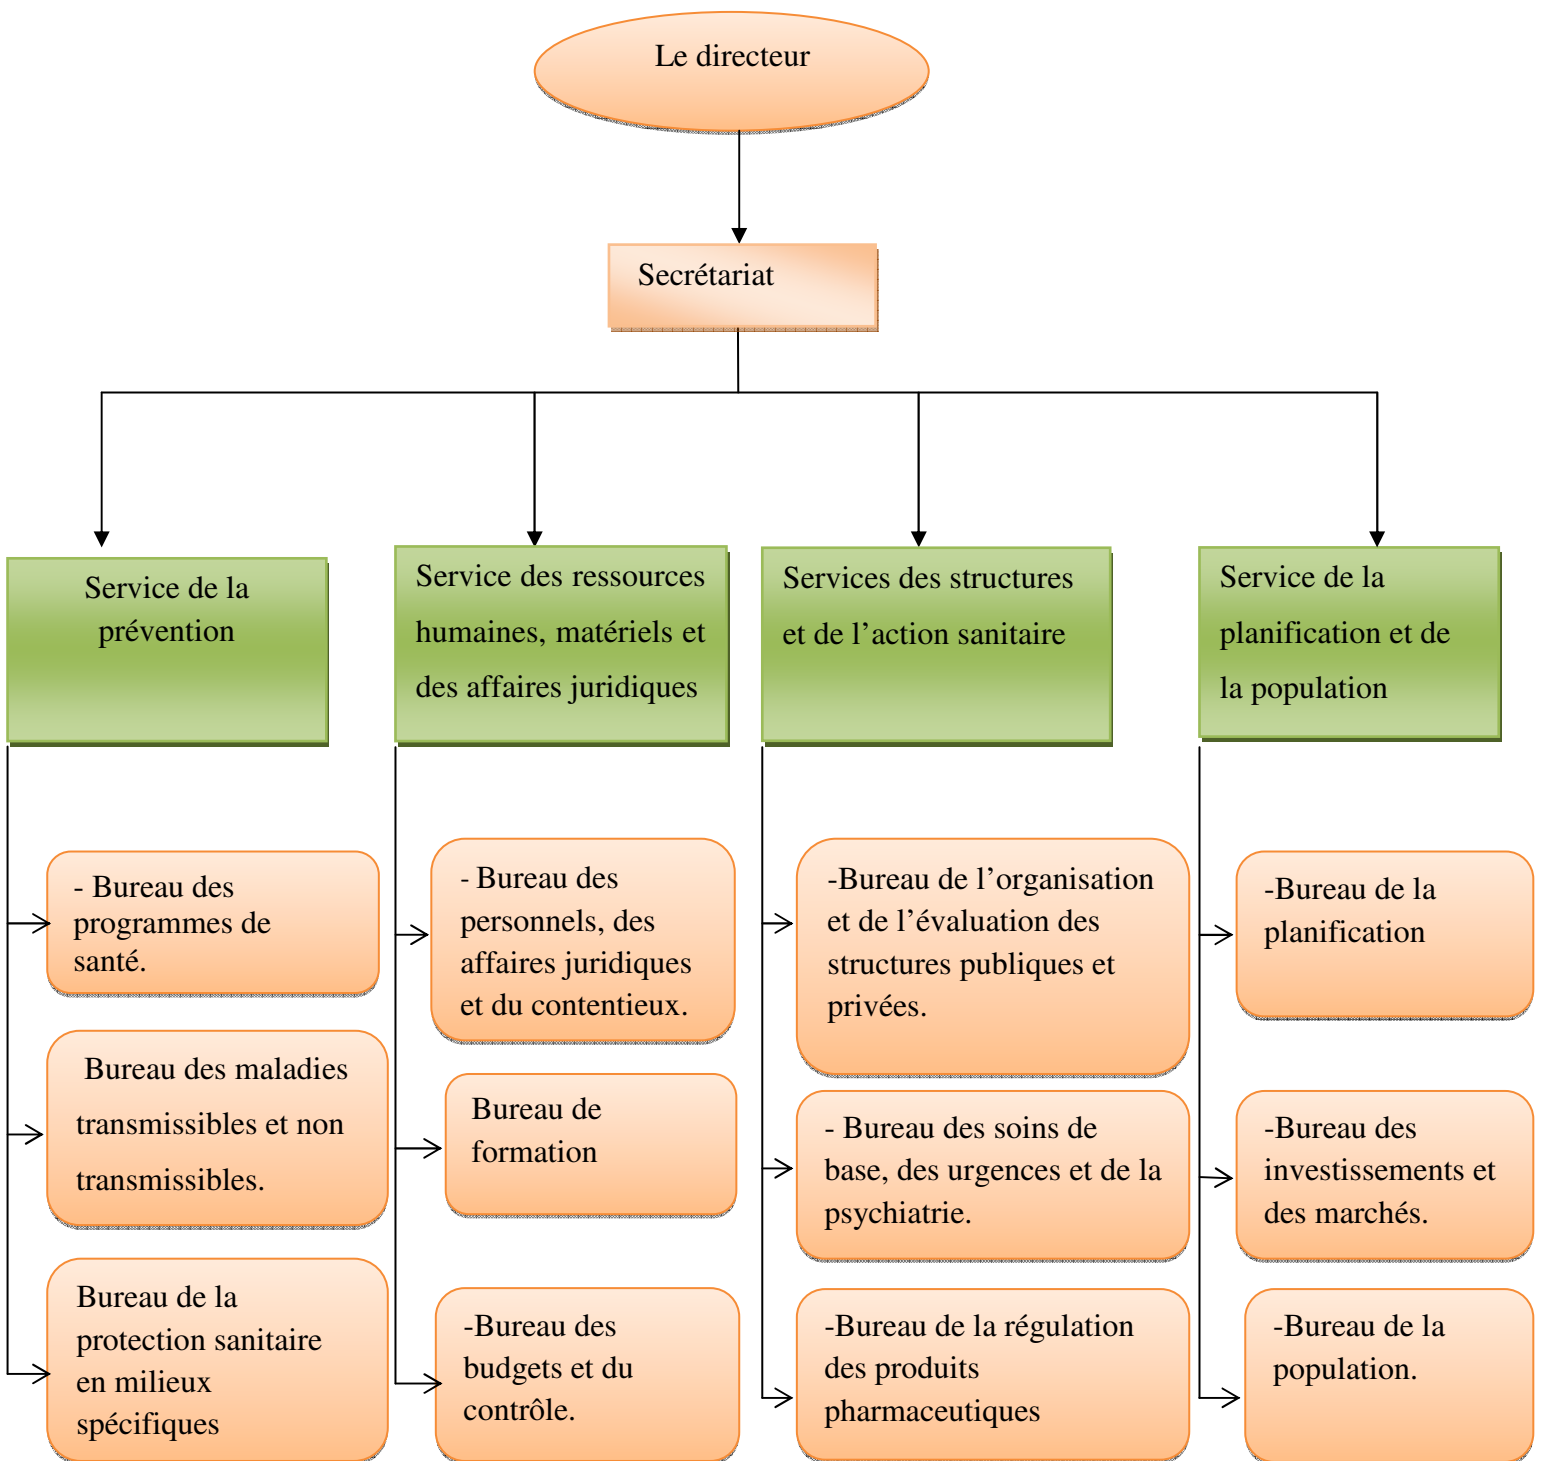 Le directeur
Secrétariat
Service de la
prévention
Service des ressources
humaines, matériels et
des affaires juridiques
Services des structures
et de l’action sanitaire
Service de la
planification et de
la population
- Bureau des
programmes de
santé.
Bureau des maladies
transmissibles et non
transmissibles.
Bureau de la
protection sanitaire
en milieux
spécifiques
- Bureau des
personnels, des
affaires juridiques
et du contentieux.
Bureau de
formation
-Bureau des
budgets et du
contrôle.
-Bureau de l’organisation
et de l’évaluation des
structures publiques et
privées.
- Bureau des soins de
base, des urgences et de la
psychiatrie.
-Bureau de la régulation
des produits
pharmaceutiques
-Bureau de la
planification
-Bureau des
investissements et
des marchés.
-Bureau de la
population.